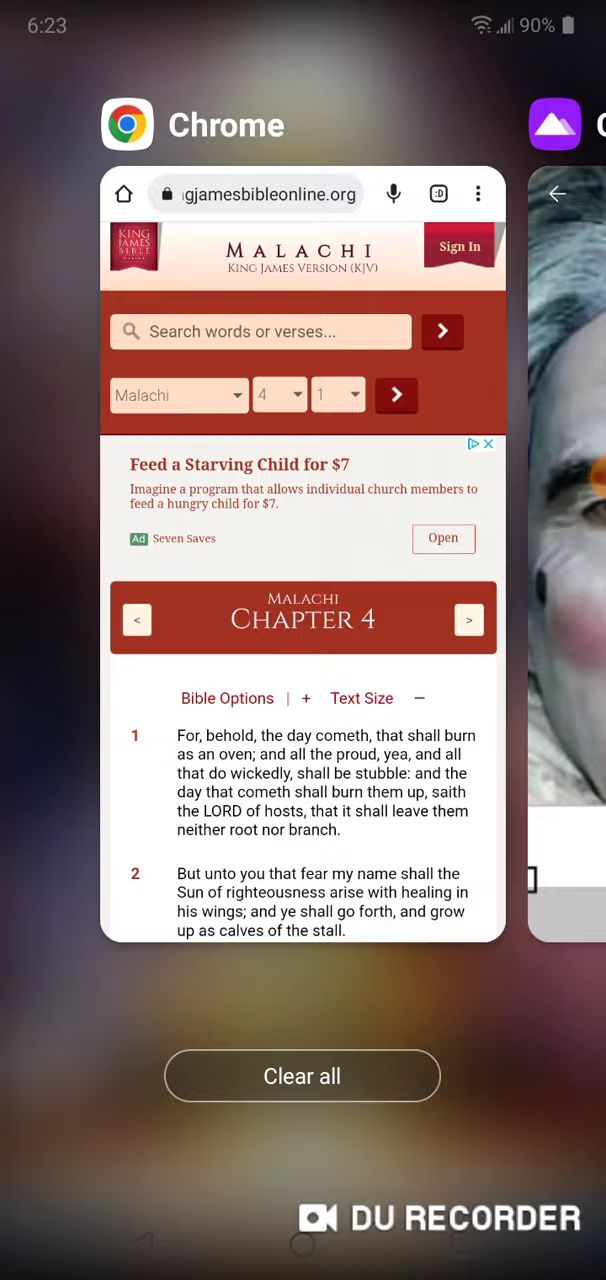 6:23
90%
Chrome
gjamesbibleonline.org
:D
KING
JAMES
BIBLE
ONLINE
MALACHI
KING JAMES VERSION (KJV)
Sign In
Search words or verses...
Malachi
4
1
Feed a Starving Child for $7
Imagine a program that allows individual church members to
feed a hungry child for $7.
Ad Seven Saves
Open
<
MALACHI
CHAPTER 4
>
Bible Options | + Text Size –
1 For, behold, the day cometh, that shall burn
as an oven; and all the proud, yea, and all
that do wickedly, shall be stubble: and the
day that cometh shall burn them up, saith
the LORD of hosts, that it shall leave them
neither root nor branch.
2 But unto you that fear my name shall the
Sun of righteousness arise with healing in
his wings; and ye shall go forth, and grow
up as calves of the stall.
Clear all
DU RECORDER